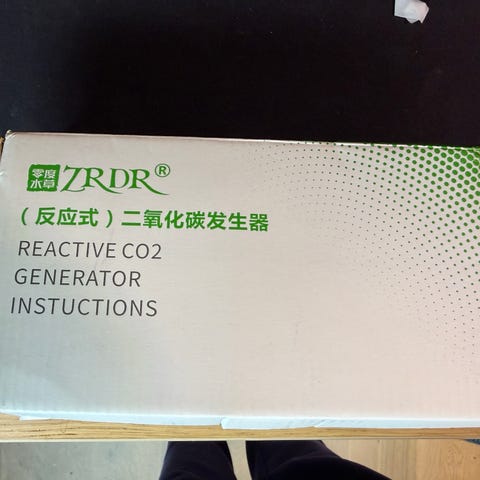 零度
水草 ZRDR®
（反应式）二氧化碳发生器
REACTIVE CO2
GENERATOR
INSTUCTIONS